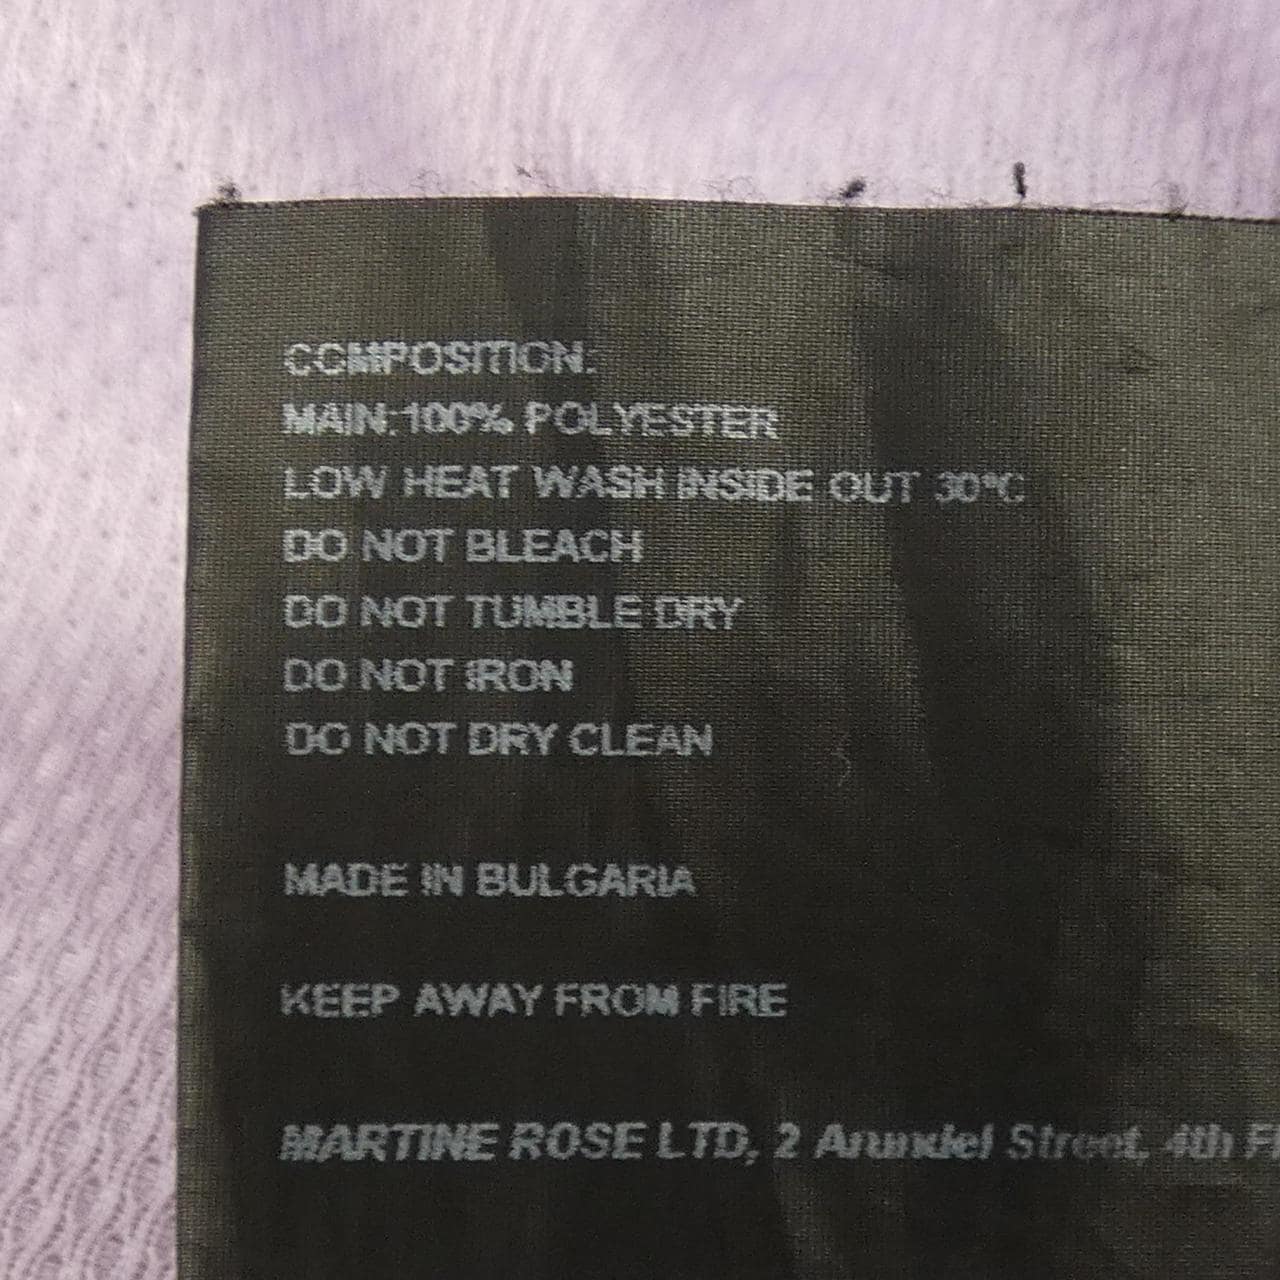 COMPOSITION:
MAIN:100% POLYESTER
LOW HEAT WASH INSIDE OUT 30°C
DO NOT BLEACH
DO NOT TUMBLE DRY
DO NOT IRON
DO NOT DRY CLEAN
MADE IN BULGARIA
KEEP AWAY FROM FIRE
MARTINE ROSE LTD, 2 Arundel Street, 4th